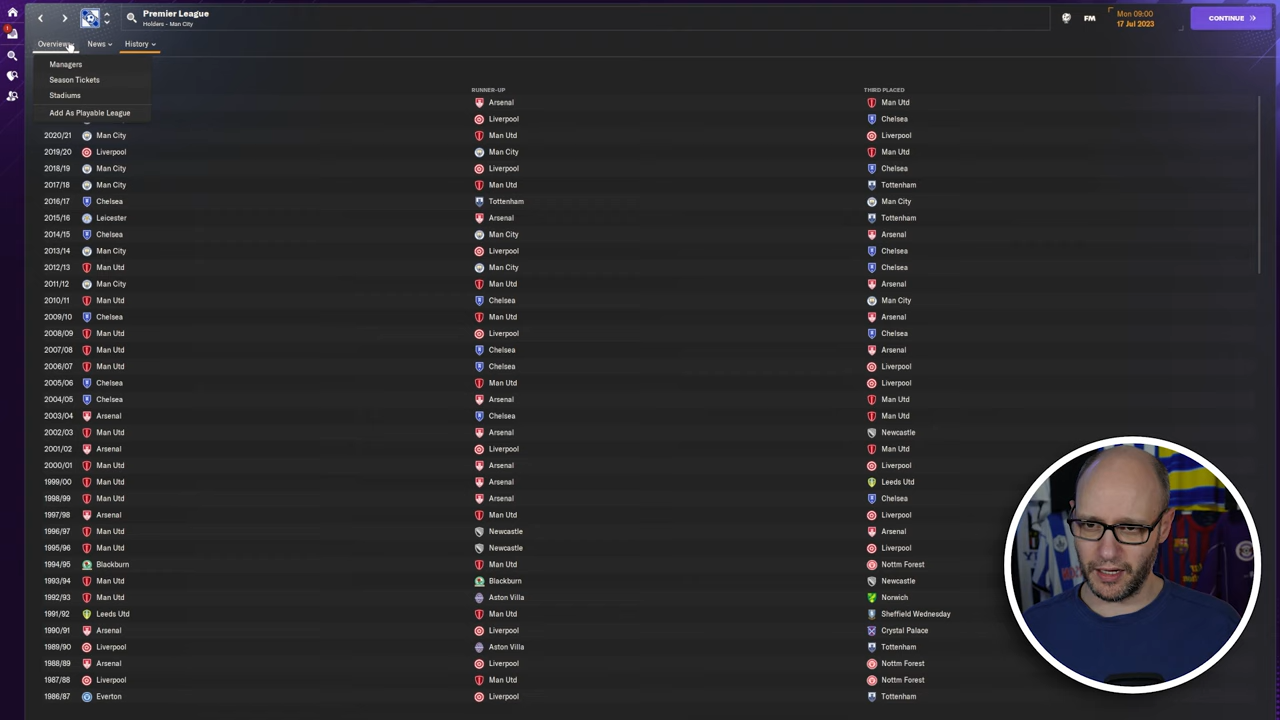 Premier League
Holders - Man City
FM
Mon 09:00
17 Jul 2023
CONTINUE
Overview
News
History
Managers
Season Tickets
Stadiums
Add As Playable League
RUNNER-UP
THIRD PLACED
Arsenal Man Utd
Liverpool Chelsea
2020/21 Man City Man Utd Liverpool
2019/20 Liverpool Man City Man Utd
2018/19 Man City Liverpool Chelsea
2017/18 Man City Man Utd Tottenham
2016/17 Chelsea Tottenham Man City
2015/16 Leicester Arsenal Tottenham
2014/15 Chelsea Man City Arsenal
2013/14 Man City Liverpool Chelsea
2012/13 Man Utd Man City Chelsea
2011/12 Man City Man Utd Arsenal
2010/11 Man Utd Chelsea Man City
2009/10 Chelsea Man Utd Arsenal
2008/09 Man Utd Liverpool Chelsea
2007/08 Man Utd Chelsea Arsenal
2006/07 Man Utd Chelsea Liverpool
2005/06 Chelsea Man Utd Liverpool
2004/05 Chelsea Arsenal Man Utd
2003/04 Arsenal Chelsea Man Utd
2002/03 Man Utd Arsenal Newcastle
2001/02 Arsenal Liverpool Man Utd
2000/01 Man Utd Arsenal Liverpool
1999/00 Man Utd Arsenal Leeds Utd
1998/99 Man Utd Arsenal Chelsea
1997/98 Arsenal Man Utd Liverpool
1996/97 Man Utd Newcastle Arsenal
1995/96 Man Utd Newcastle Liverpool
1994/95 Blackburn Man Utd Nottm Forest
1993/94 Man Utd Blackburn Newcastle
1992/93 Man Utd Aston Villa Norwich
1991/92 Leeds Utd Man Utd Sheffield Wednesday
1990/91 Arsenal Liverpool Crystal Palace
1989/90 Liverpool Aston Villa Tottenham
1988/89 Arsenal Liverpool Nottm Forest
1987/88 Liverpool Man Utd Nottm Forest
1986/87 Everton Liverpool Tottenham